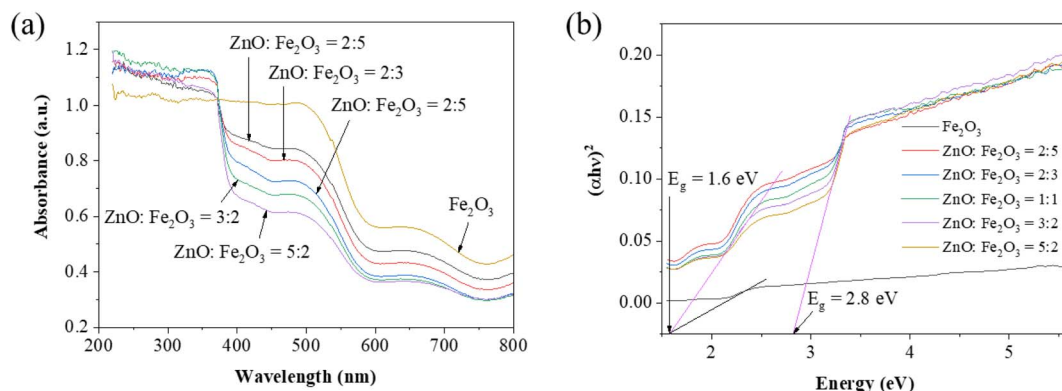 (a)
Absorbance (a.u.)
1.2
1.0
0.8
0.6
0.4
0.2
200
300
400
500
600
700
800
Wavelength (nm)
ZnO: Fe₂O₃ = 2:5
ZnO: Fe₂O₃ = 2:3
ZnO: Fe₂O₃ = 2:5
Fe₂O₃
ZnO: Fe₂O₃ = 3:2
ZnO: Fe₂O₃ = 5:2
(b)
(αhν)²
0.20
0.15
0.10
0.05
0.00
2
3
4
5
Energy (eV)
E_g = 1.6 eV
E_g = 2.8 eV
Fe₂O₃
ZnO: Fe₂O₃ = 2:5
ZnO: Fe₂O₃ = 2:3
ZnO: Fe₂O₃ = 1:1
ZnO: Fe₂O₃ = 3:2
ZnO: Fe₂O₃ = 5:2